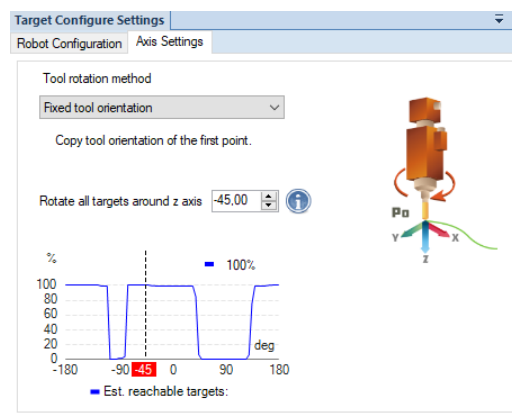 Target Configure Settings
Robot Configuration Axis Settings
Tool rotation method
Fixed tool orientation
Copy tool orientation of the first point.
Rotate all targets around z axis -45,00
Po
Y X
Z
% 100%
100
80
60
40
20
0 deg
-180 -90 -45 0 90 180
Est. reachable targets: